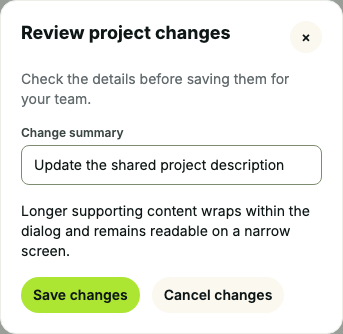 Review project changes
×
Check the details before saving them for
your team.
Change summary
Update the shared project description
Longer supporting content wraps within the
dialog and remains readable on a narrow
screen.
Save changes
Cancel changes